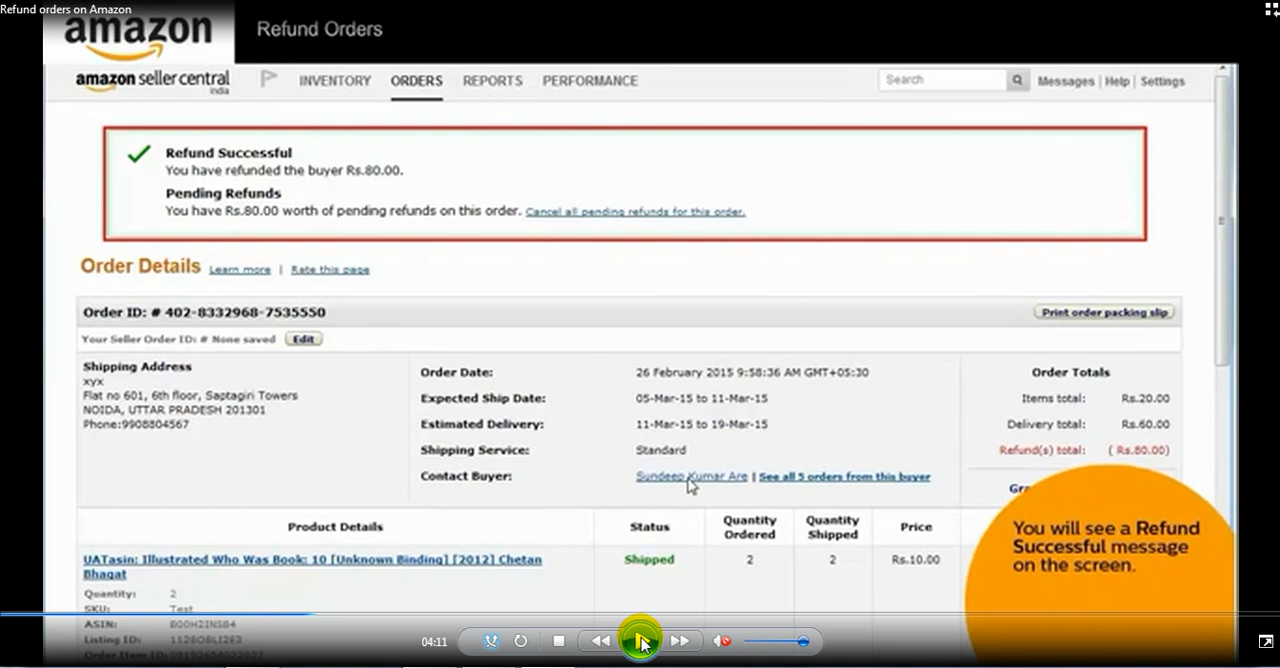 Refund orders on Amazon
amazon
Refund Orders
amazon seller central
india
INVENTORY ORDERS REPORTS PERFORMANCE
Search
Messages | Help | Settings
Refund Successful
You have refunded the buyer Rs.80.00.
Pending Refunds
You have Rs.80.00 worth of pending refunds on this order. Cancel all pending refunds for this order.
Order Details Learn more | Rate this page
Order ID: # 402-8332968-7535550
Print order packing slip
Your Seller Order ID: # None saved Edit
Shipping Address
xyx
Flat no 601, 6th floor, Saptagiri Towers
NOIDA, UTTAR PRADESH 201301
Phone:9908804567
Order Date: 26 February 2015 9:58:36 AM GMT+05:30
Expected Ship Date: 05-Mar-15 to 11-Mar-15
Estimated Delivery: 11-Mar-15 to 19-Mar-15
Shipping Service: Standard
Contact Buyer: Sundeep Kumar Are | See all 5 orders from this buyer
Order Totals
Items total: Rs.20.00
Delivery total: Rs.60.00
Refund(s) total: ( Rs.80.00)
Product Details Status Quantity Ordered Quantity Shipped Price
UATasin: Illustrated Who Was Book: 10 [Unknown Binding] [2012] Chetan
Bhagat
Shipped 2 2 Rs.10.00
Quantity: 2
SKU: Test
ASIN:
Listing ID:
Order Item ID:
You will see a Refund
Successful message
on the screen.
04:11